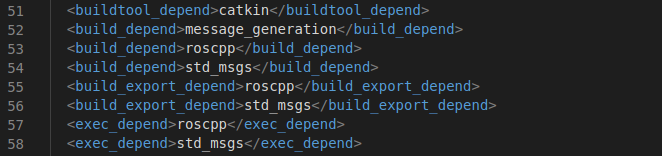 51 <buildtool_depend>catkin</buildtool_depend>
52 <build_depend>message_generation</build_depend>
53 <build_depend>roscpp</build_depend>
54 <build_depend>std_msgs</build_depend>
55 <build_export_depend>roscpp</build_export_depend>
56 <build_export_depend>std_msgs</build_export_depend>
57 <exec_depend>roscpp</exec_depend>
58 <exec_depend>std_msgs</exec_depend>